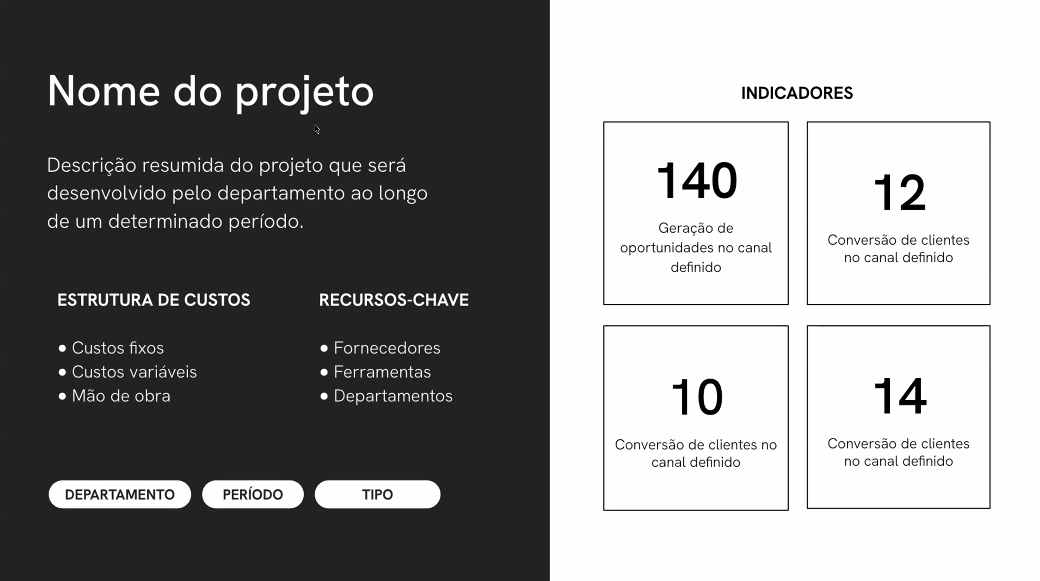 Nome do projeto
Descrição resumida do projeto que será
desenvolvido pelo departamento ao longo
de um determinado período.
ESTRUTURA DE CUSTOS
• Custos fixos
• Custos variáveis
• Mão de obra
RECURSOS-CHAVE
• Fornecedores
• Ferramentas
• Departamentos
DEPARTAMENTO
PERÍODO
TIPO
INDICADORES
140
Geração de
oportunidades no canal
definido
12
Conversão de clientes
no canal definido
10
Conversão de clientes no
canal definido
14
Conversão de clientes
no canal definido